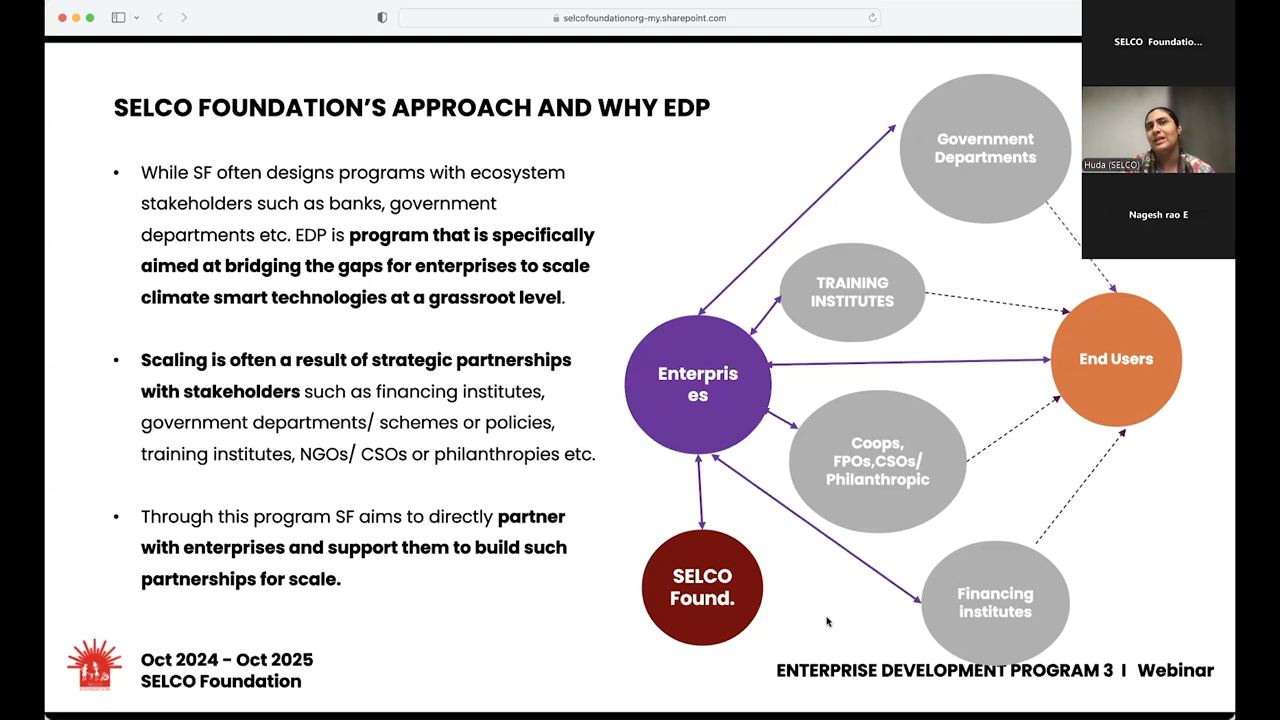 selcofoundationorg-my.sharepoint.com
SELCO Foundatio...
Huda (SELCO)
Nagesh rao E
SELCO FOUNDATION’S APPROACH AND WHY EDP
• While SF often designs programs with ecosystem
stakeholders such as banks, government
departments etc. EDP is program that is specifically
aimed at bridging the gaps for enterprises to scale
climate smart technologies at a grassroot level.
• Scaling is often a result of strategic partnerships
with stakeholders such as financing institutes,
government departments/ schemes or policies,
training institutes, NGOs/ CSOs or philanthropies etc.
• Through this program SF aims to directly partner
with enterprises and support them to build such
partnerships for scale.
Government
Departments
TRAINING
INSTITUTES
Enterpris
es
End Users
Coops,
FPOs,CSOs/
Philanthropic
SELCO
Found.
Financing
institutes
Oct 2024 – Oct 2025
SELCO Foundation
ENTERPRISE DEVELOPMENT PROGRAM 3 I Webinar